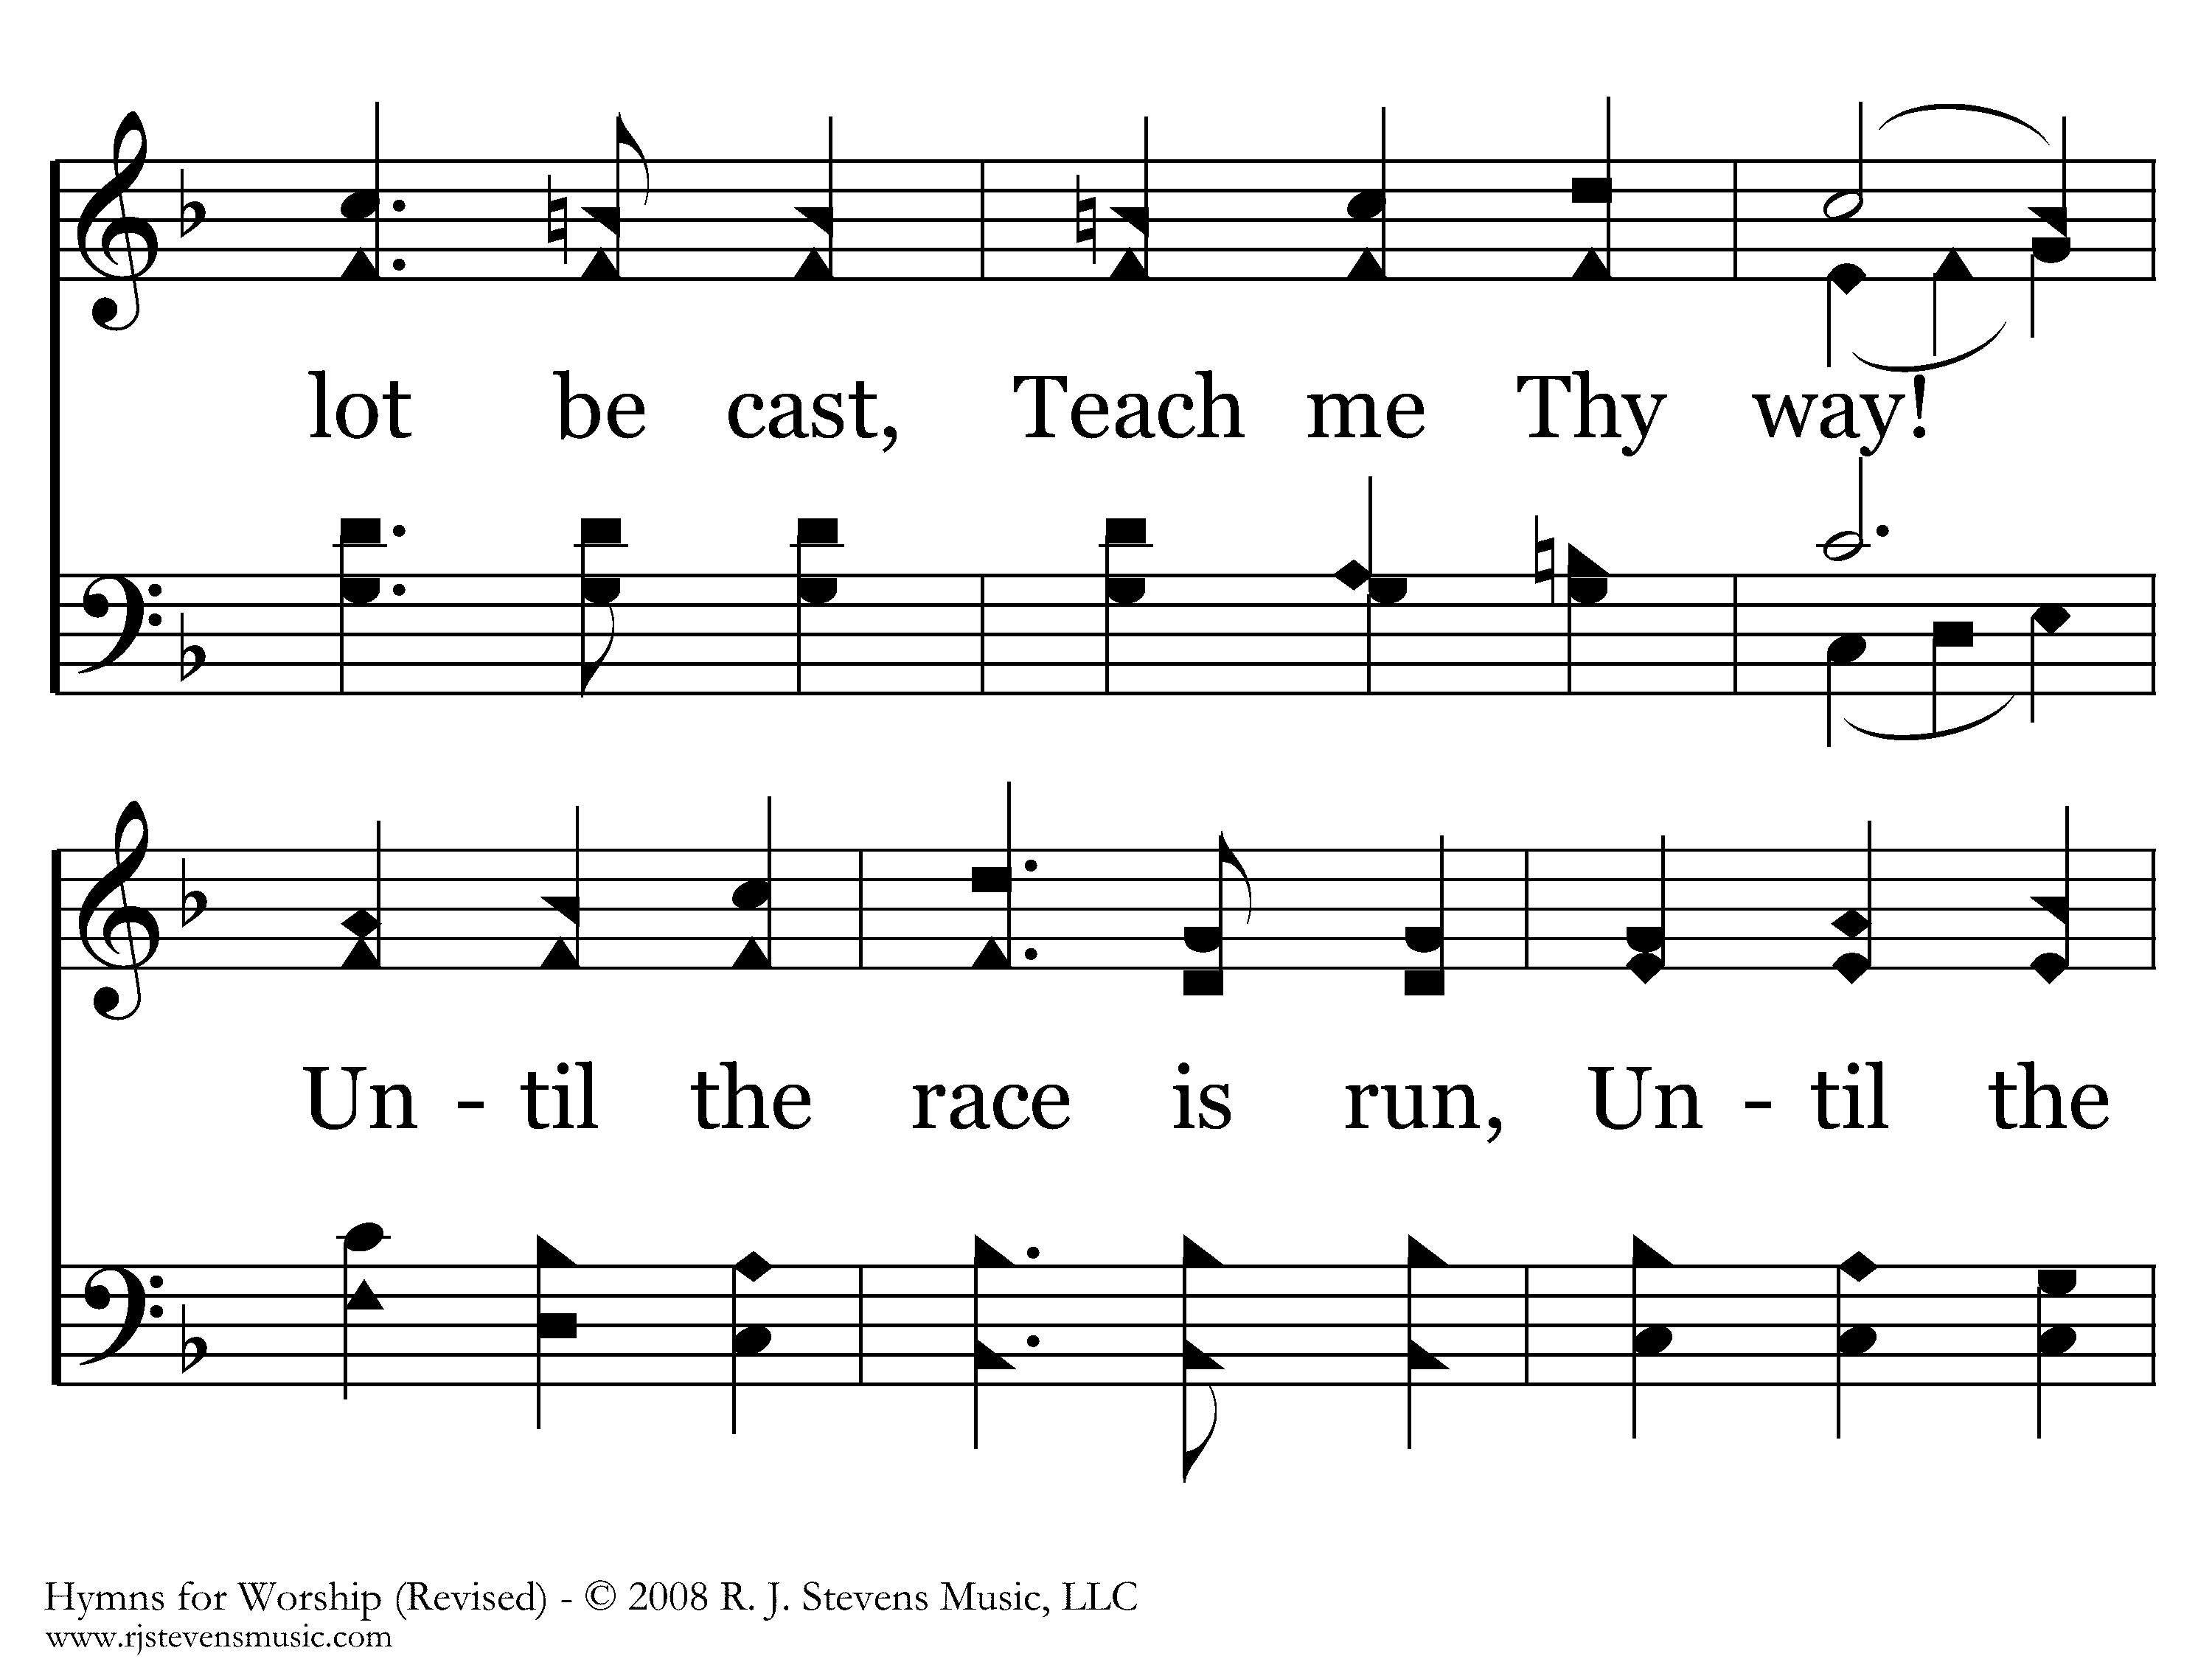 lot be cast, Teach me Thy way!
Un - til the race is run, Un - til the
Hymns for Worship (Revised) - © 2008 R. J. Stevens Music, LLC
www.rjstevensmusic.com